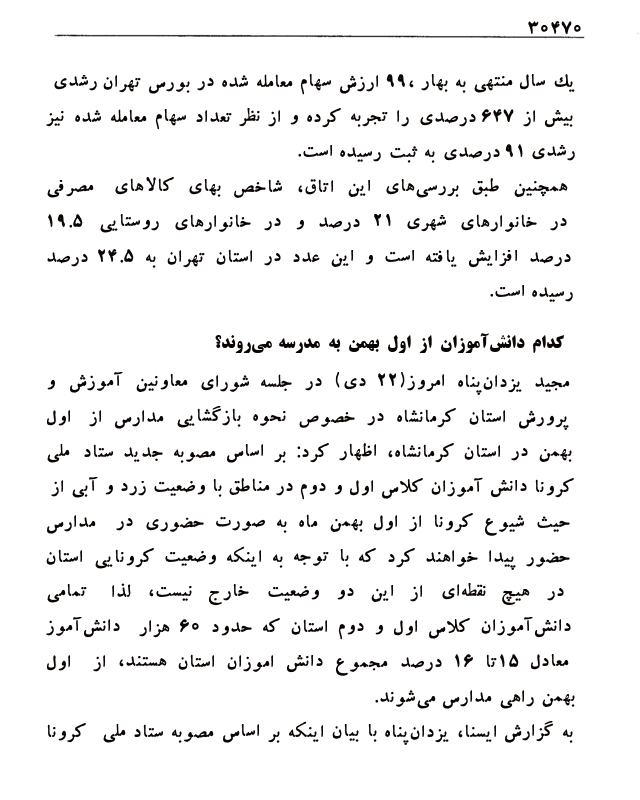 ۳۰۴۷۰
یك سال منتهی به بهار ،۹۹ ارزش سهام معامله شده در بورس تهران رشدی
بیش از ۶۴۷ درصدی را تجربه کرده و از نظر تعداد سهام معامله شده نیز
رشدی ۹۱ درصدی به ثبت رسیده است.
همچنین طبق بررسی‌های این اتاق، شاخص بهای کالاهای مصرفی
در خانوارهای شهری ۲۱ درصد و در خانوارهای روستایی ۱۹.۵
درصد افزایش یافته است و این عدد در استان تهران به ۲۴.۵ درصد
رسیده است.
کدام دانش‌آموزان از اول بهمن به مدرسه می‌روند؟
مجید یزدان‌پناه امروز(۲۲ دی) در جلسه شورای معاونین آموزش و
پرورش استان کرمانشاه در خصوص نحوه بازگشایی مدارس از اول
بهمن در استان کرمانشاه، اظهار کرد: بر اساس مصوبه جدید ستاد ملی
کرونا دانش آموزان کلاس اول و دوم در مناطق با وضعیت زرد و آبی از
حیث شیوع کرونا از اول بهمن ماه به صورت حضوری در مدارس
حضور پیدا خواهند کرد که با توجه به اینکه وضعیت کرونایی استان
در هیچ نقطه‌ای از این دو وضعیت خارج نیست، لذا تمامی
دانش‌آموزان کلاس اول و دوم استان که حدود ۶۰ هزار دانش‌آموز
معادل ۱۵تا ۱۶ درصد مجموع دانش اموزان استان هستند، از اول
بهمن راهی مدارس می‌شوند.
به گزارش ایسنا، یزدان‌پناه با بیان اینکه بر اساس مصوبه ستاد ملی کرونا